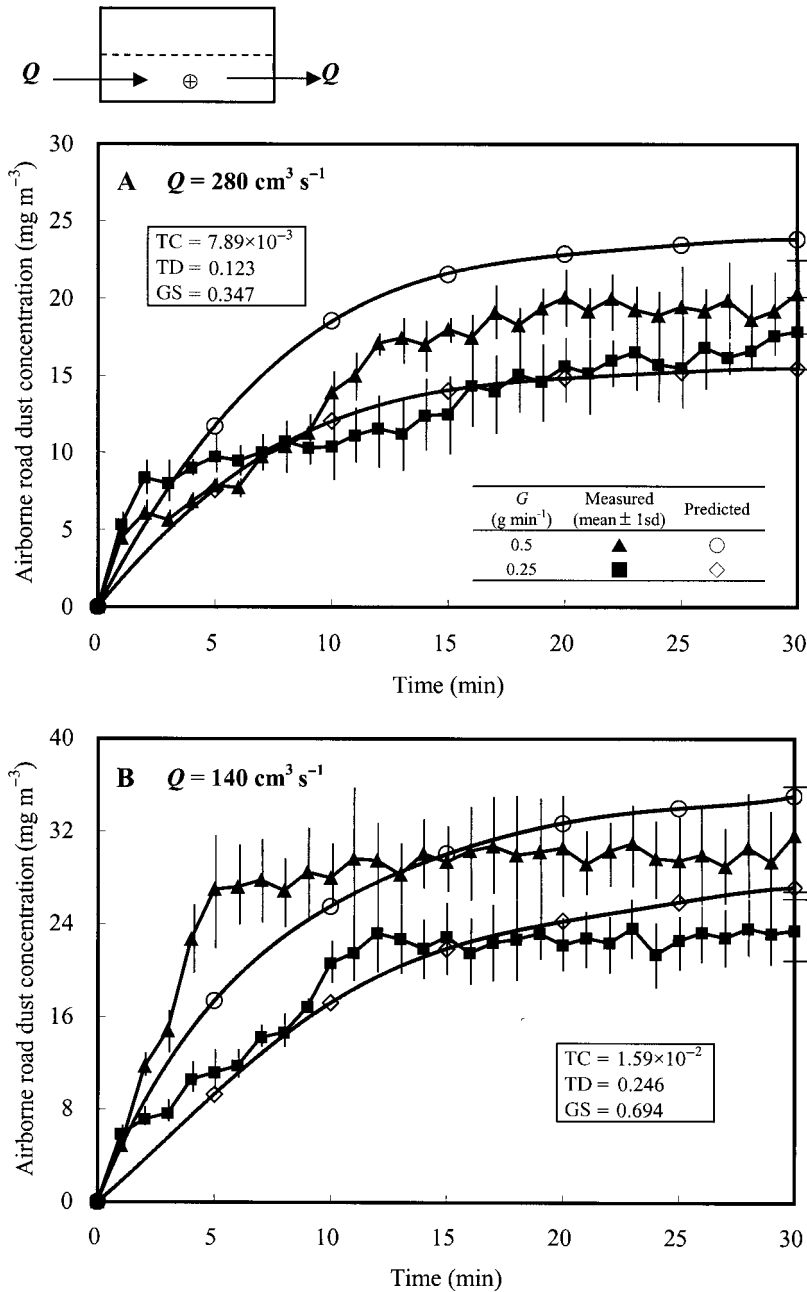 Q Q
30
25
20
15
10
5
0
Airborne road dust concentration (mg m⁻³)
A Q = 280 cm³ s⁻¹
TC = 7.89×10⁻³
TD = 0.123
GS = 0.347
G Measured Predicted
(g min⁻¹) (mean ± 1sd)
0.5
0.25
0 5 10 15 20 25 30
Time (min)
40
32
24
16
8
0
Airborne road dust concentration (mg m⁻³)
B Q = 140 cm³ s⁻¹
TC = 1.59×10⁻²
TD = 0.246
GS = 0.694
0 5 10 15 20 25 30
Time (min)